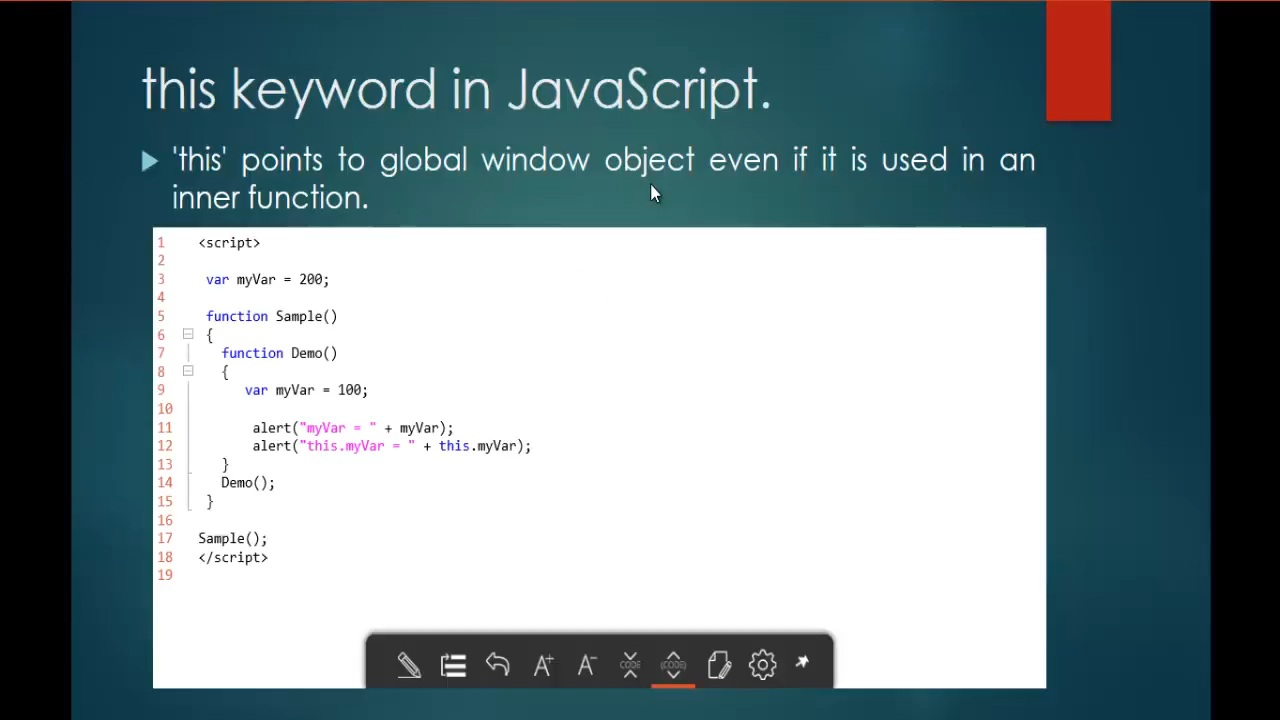 this keyword in JavaScript.
'this' points to global window object even if it is used in an
inner function.
1 <script>
2
3 var myVar = 200;
4
5 function Sample()
6 {
7 function Demo()
8 {
9 var myVar = 100;
10
11 alert("myVar = " + myVar);
12 alert("this.myVar = " + this.myVar);
13 }
14 Demo();
15 }
16
17 Sample();
18 </script>
19
A+ A- CODE (CODE)